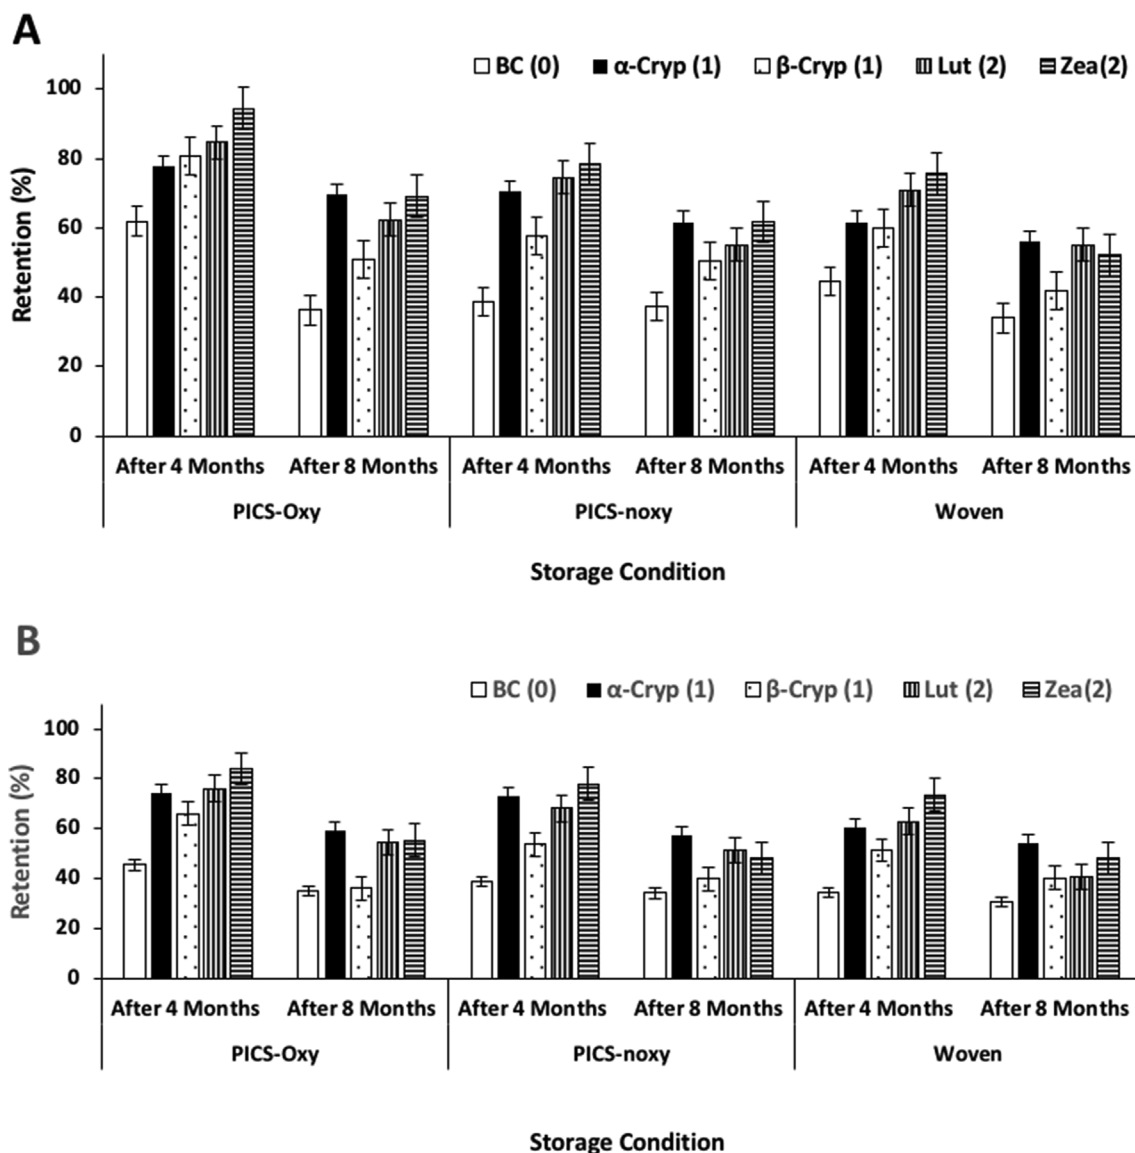 A
BC (0) α-Cryp (1) β-Cryp (1) Lut (2) Zea(2)
Retention (%)
100
80
60
40
20
0
After 4 Months After 8 Months After 4 Months After 8 Months After 4 Months After 8 Months
PICS-Oxy PICS-noxy Woven
Storage Condition
B
BC (0) α-Cryp (1) β-Cryp (1) Lut (2) Zea(2)
Retention (%)
100
80
60
40
20
0
After 4 Months After 8 Months After 4 Months After 8 Months After 4 Months After 8 Months
PICS-Oxy PICS-noxy Woven
Storage Condition